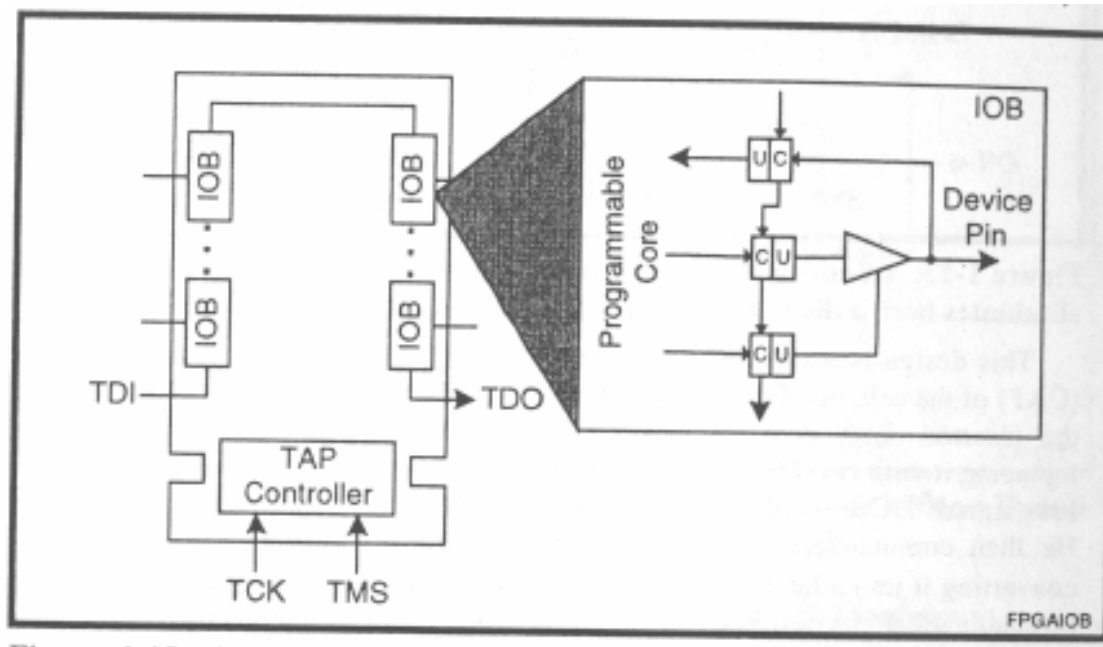 IOB
IOB
IOB
IOB
TDI
TDO
TAP
Controller
TCK
TMS
IOB
Programmable
Core
U C
C U
C U
Device
Pin
FPGAIOB